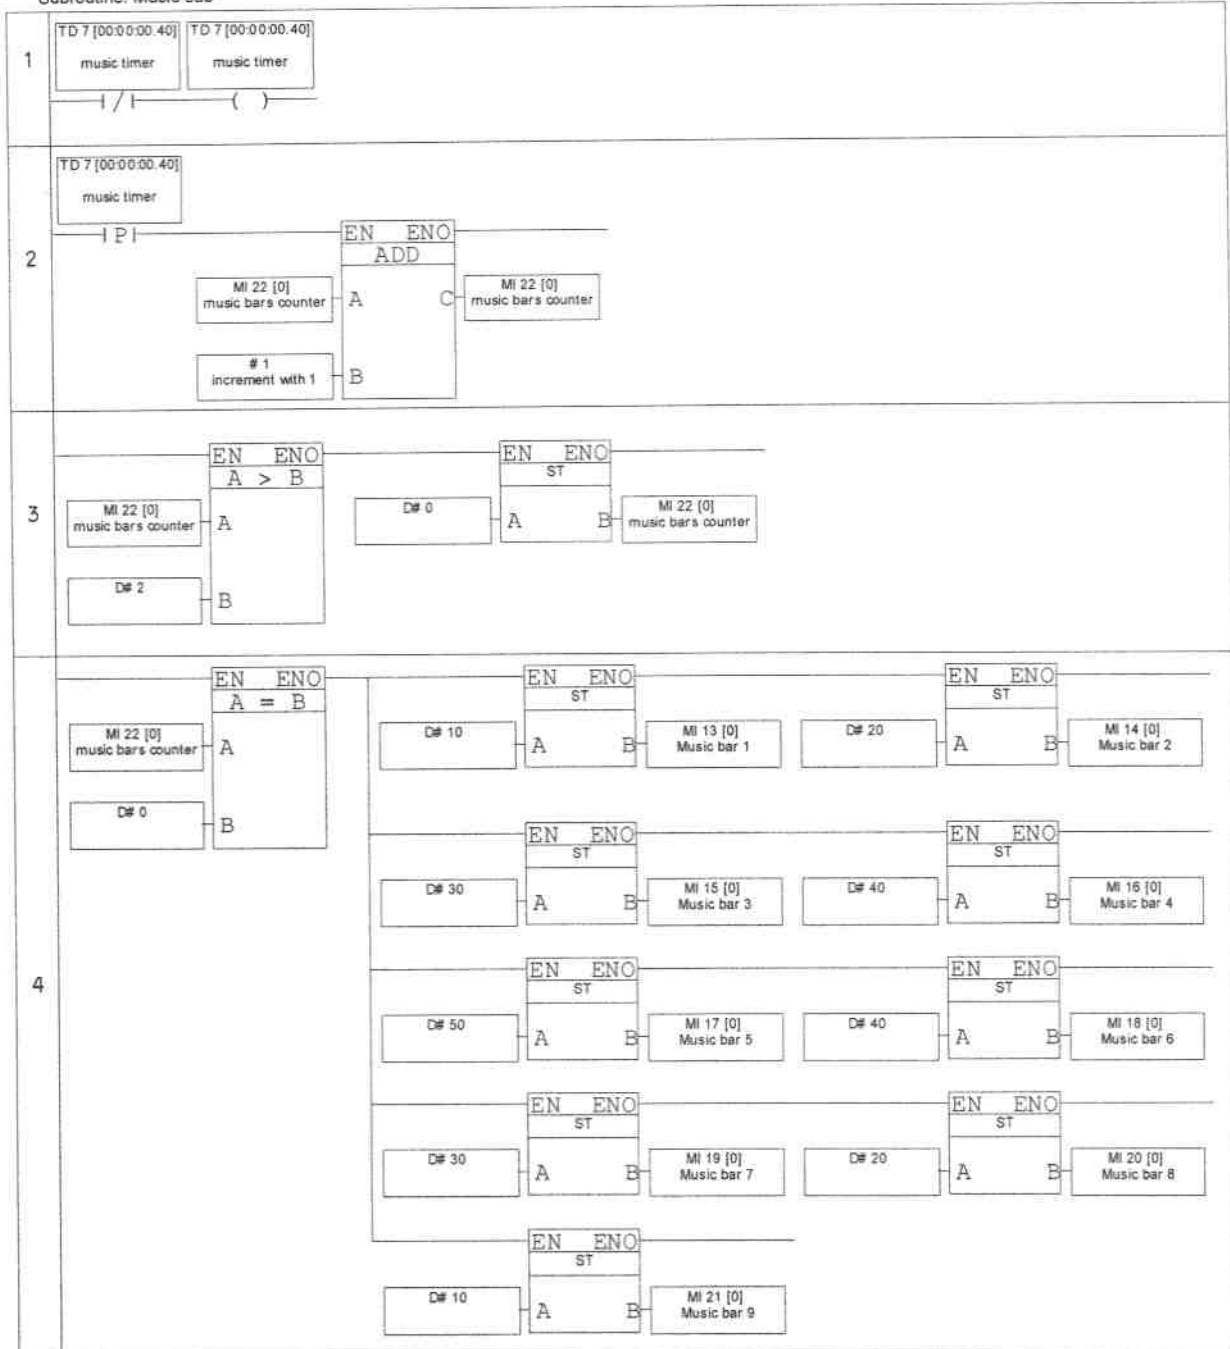 Subroutine: Music sub
1
TD 7 [00:00:00.40] TD 7 [00:00:00.40]
music timer music timer
( )
2
TD 7 [00:00:00.40]
music timer
P
EN ENO
ADD
MI 22 [0]
music bars counter
A
C
MI 22 [0]
music bars counter
# 1
increment with 1
B
3
EN ENO
A > B
MI 22 [0]
music bars counter
A
D# 2
B
EN ENO
ST
D# 0
A B
MI 22 [0]
music bars counter
4
EN ENO
A = B
MI 22 [0]
music bars counter
A
D# 0
B
EN ENO
ST
D# 10
A B
MI 13 [0]
Music bar 1
EN ENO
ST
D# 20
A B
MI 14 [0]
Music bar 2
EN ENO
ST
D# 30
A B
MI 15 [0]
Music bar 3
EN ENO
ST
D# 40
A B
MI 16 [0]
Music bar 4
EN ENO
ST
D# 50
A B
MI 17 [0]
Music bar 5
EN ENO
ST
D# 40
A B
MI 18 [0]
Music bar 6
EN ENO
ST
D# 30
A B
MI 19 [0]
Music bar 7
EN ENO
ST
D# 20
A B
MI 20 [0]
Music bar 8
EN ENO
ST
D# 10
A B
MI 21 [0]
Music bar 9